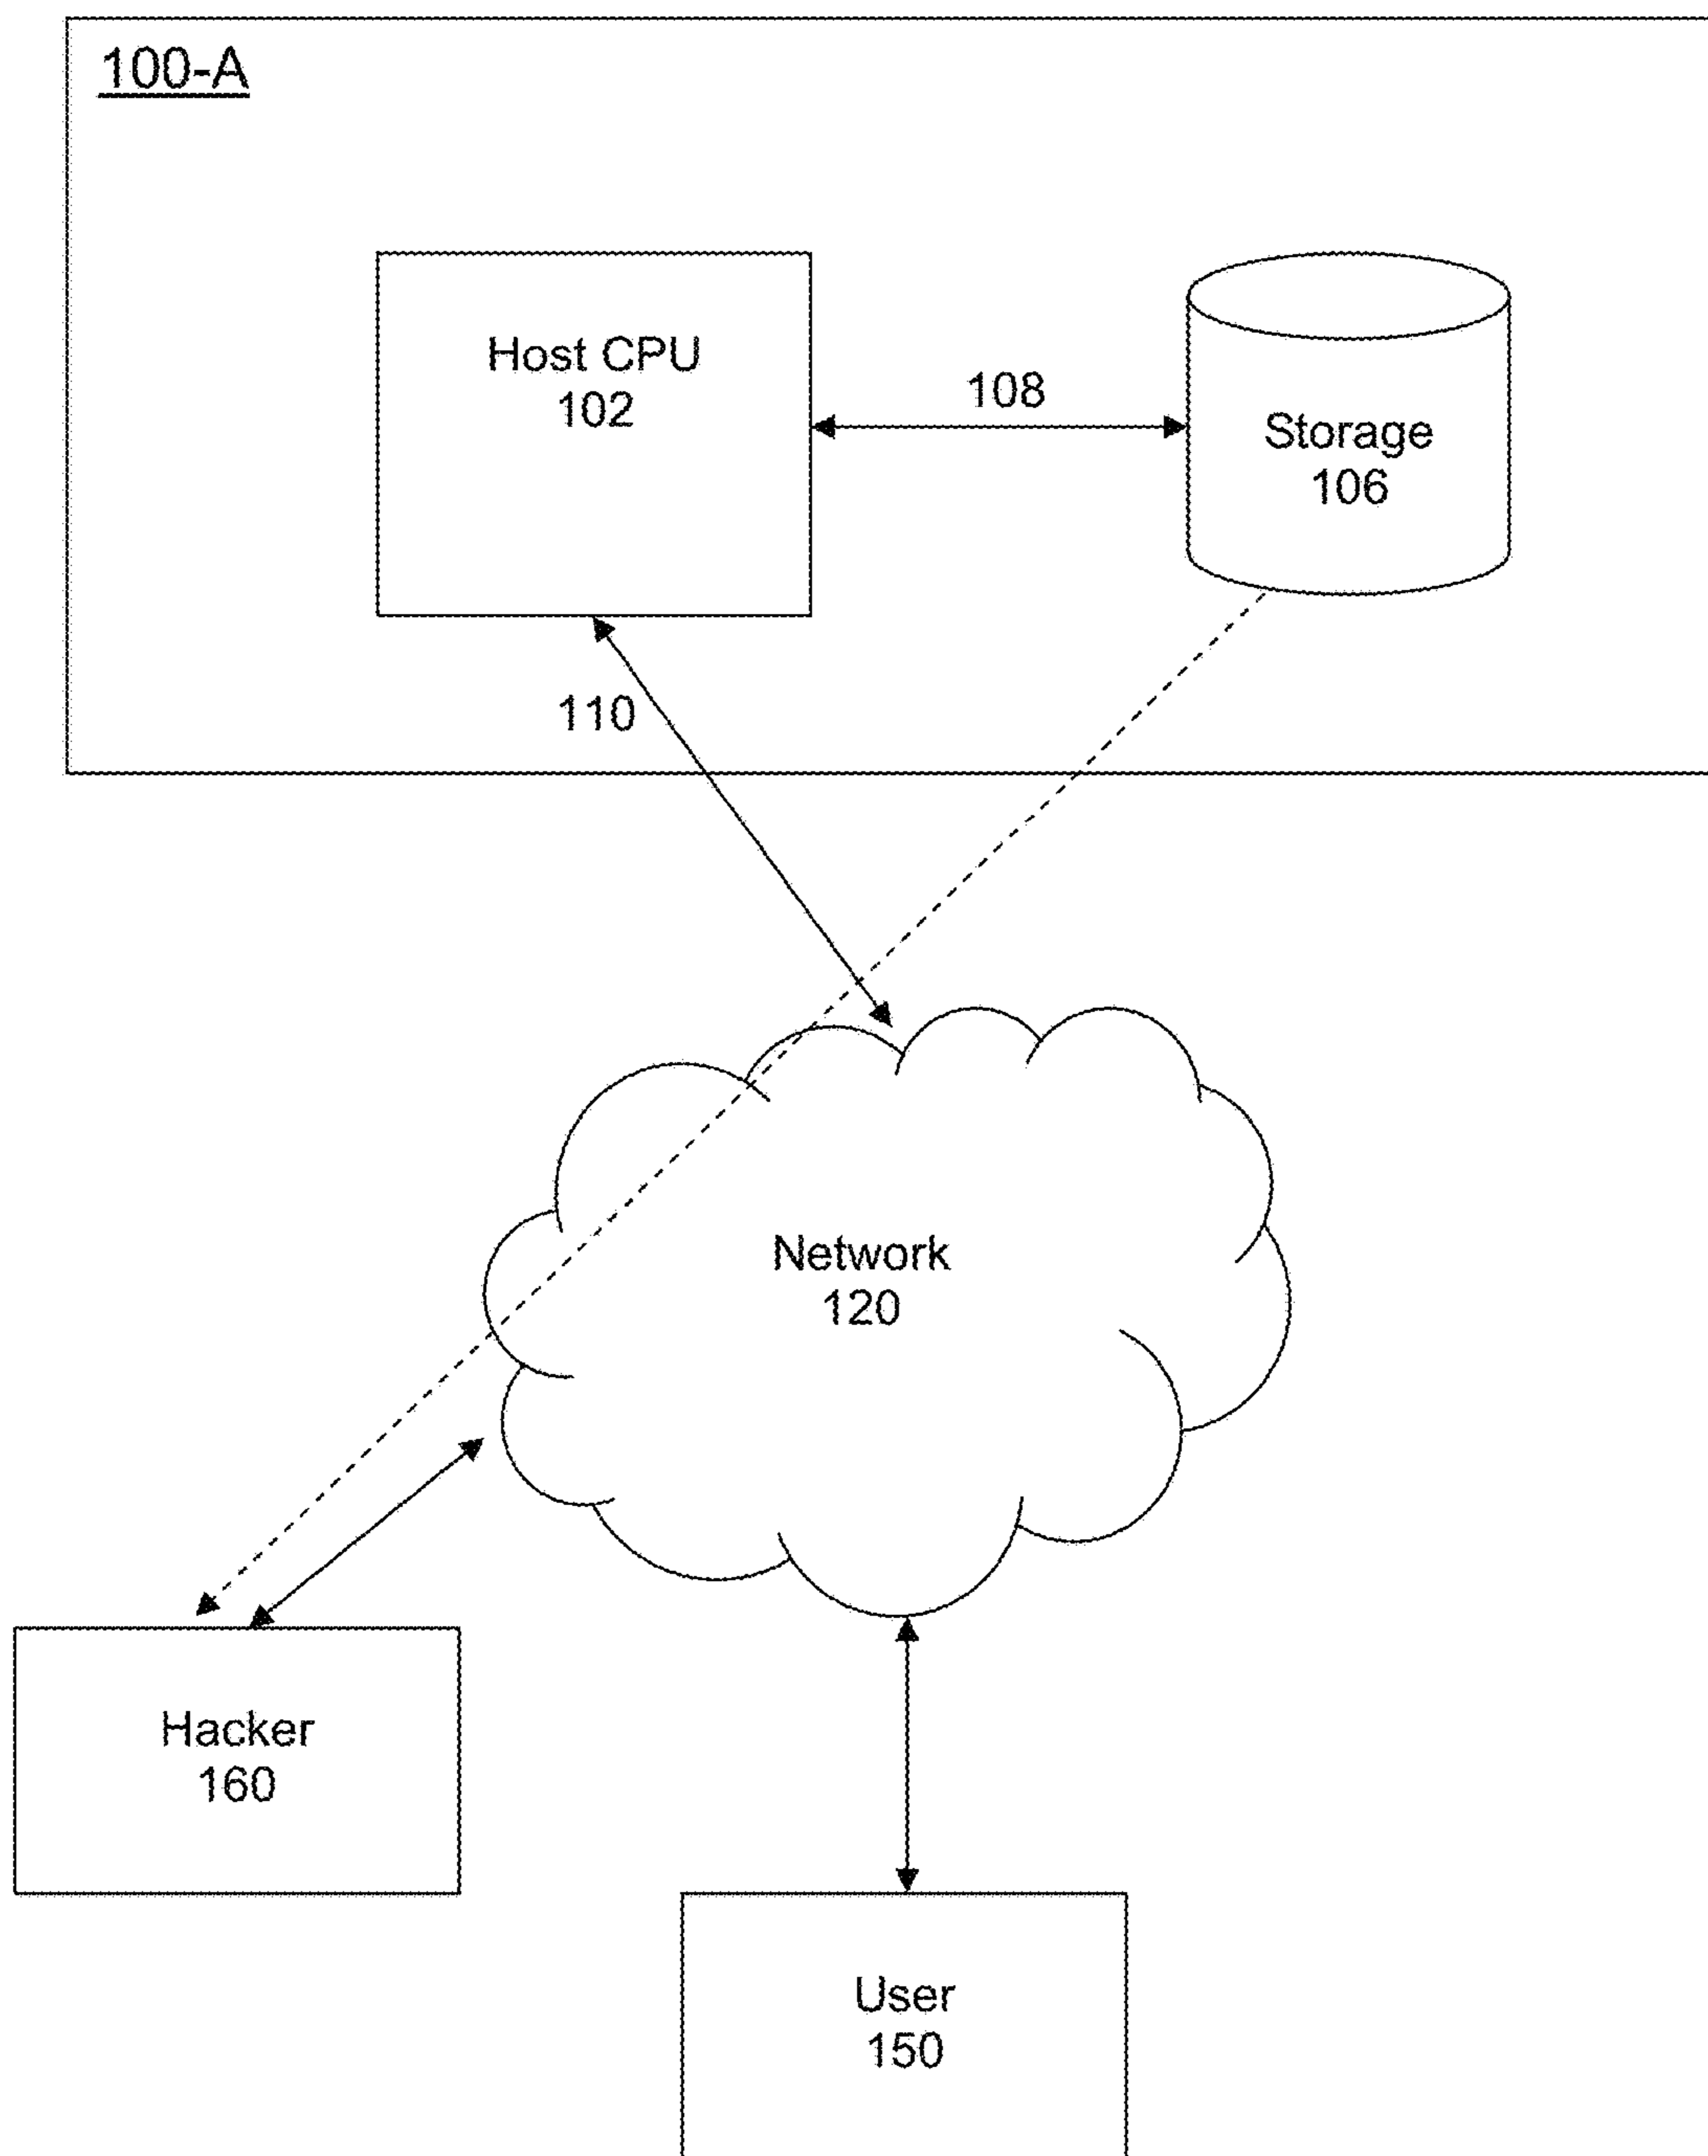 100-A
Host CPU
102
108
Storage
106
110
Network
120
Hacker
160
User
150